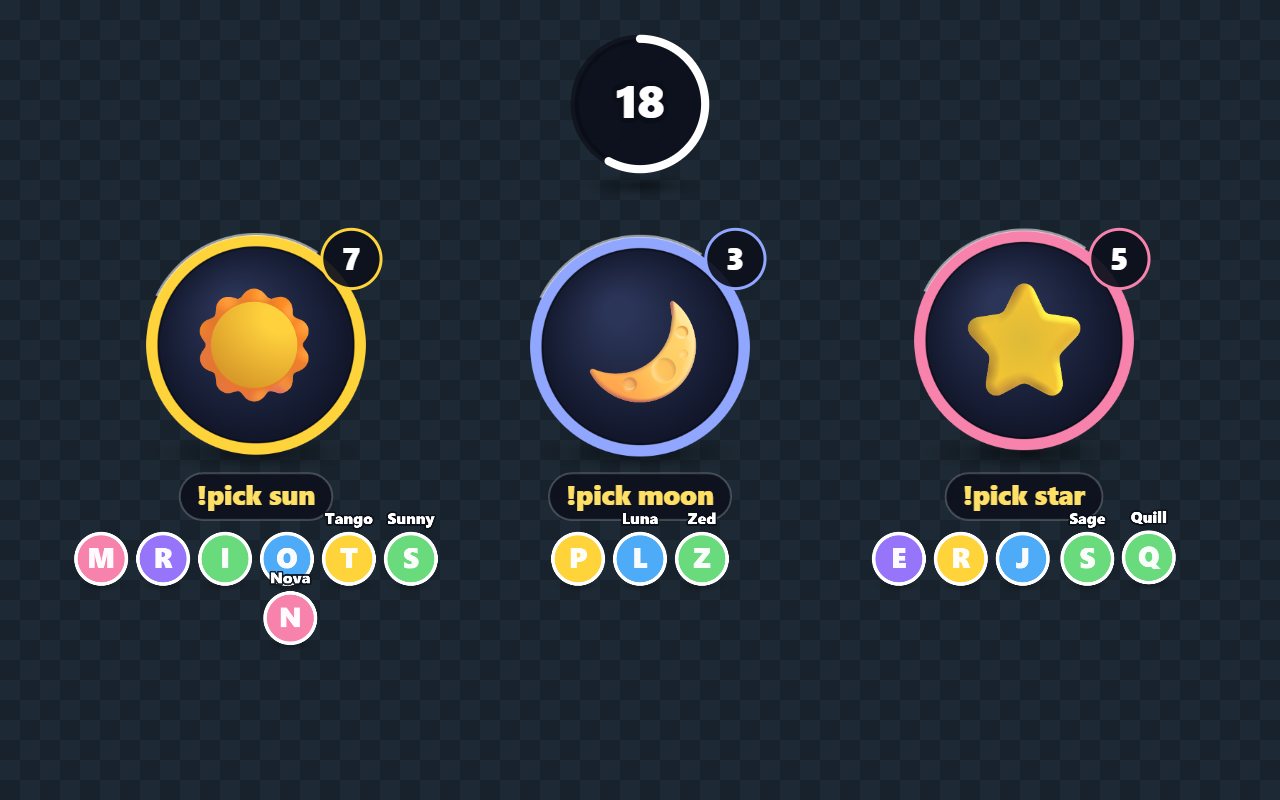 18
7
3
5
!pick sun
!pick moon
!pick star
Tango Sunny
M R I O T S
Nova
N
Luna Zed
P L Z
Sage Quill
E R J S Q